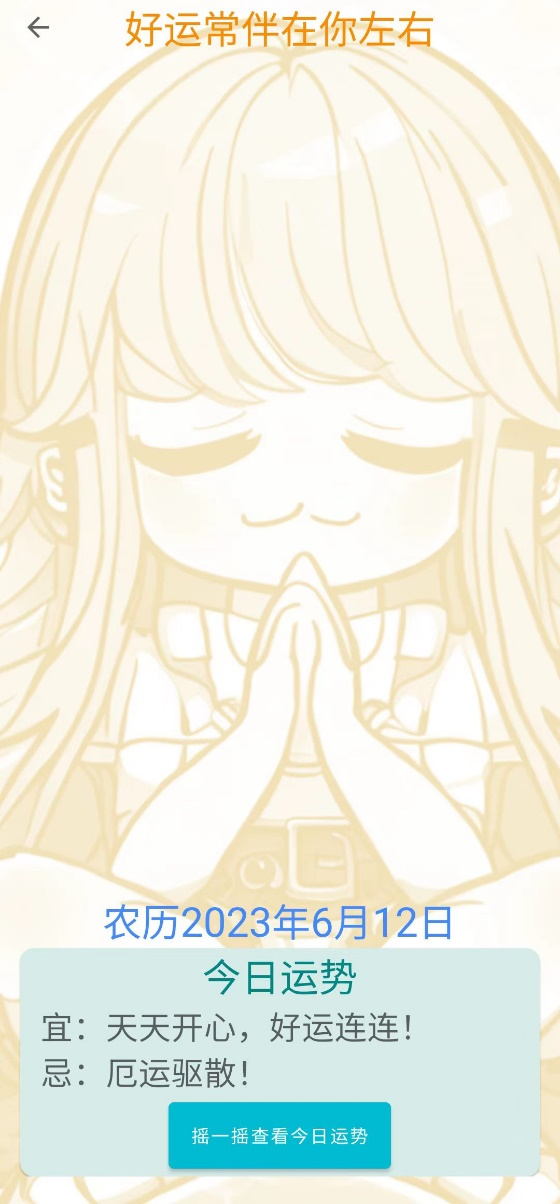 好运常伴在你左右
农历2023年6月12日
今日运势
宜：天天开心，好运连连！
忌：厄运驱散！
摇一摇查看今日运势